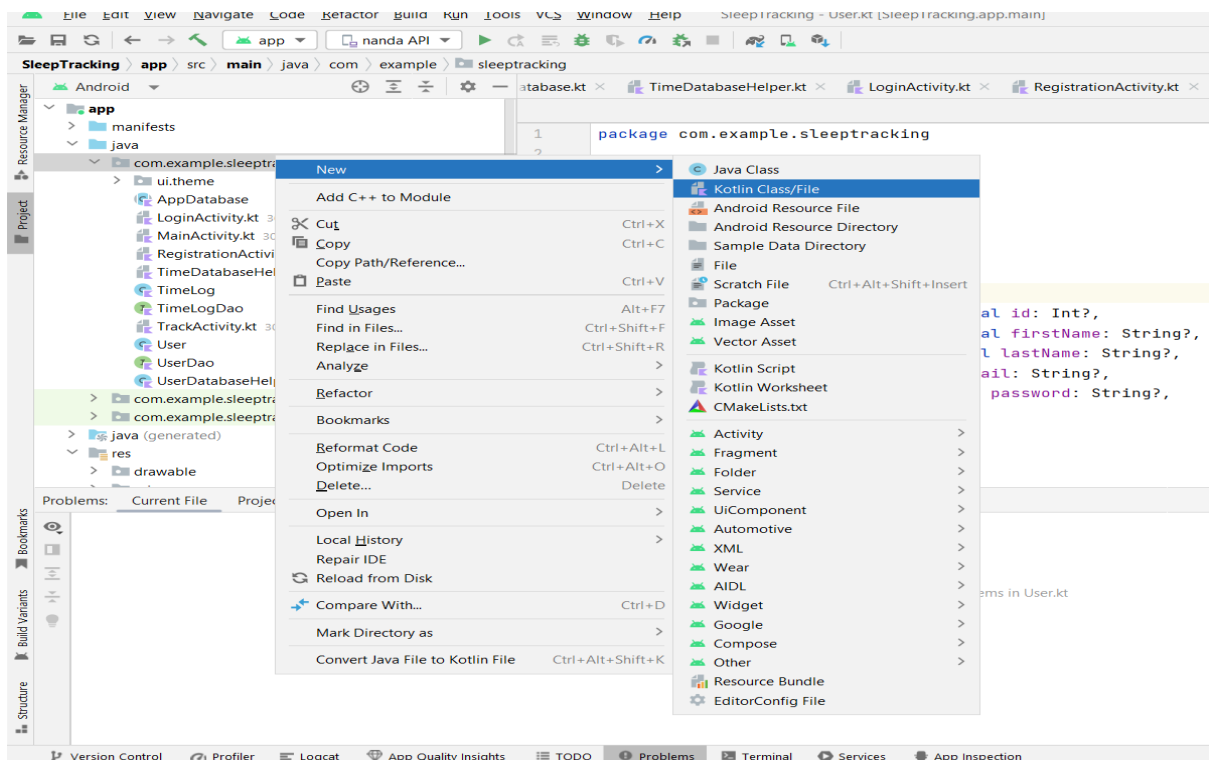 File Edit View Navigate Code Refactor Build Run Tools VCS Window Help SleepTracking - User.kt [SleepTracking.app.main]
app nanda API
SleepTracking app src main java com example sleeptracking
Android
atabase.kt TimeDatabaseHelper.kt LoginActivity.kt RegistrationActivity.kt
Resource Manager
Project
Bookmarks
Build Variants
Structure
app
manifests
java
com.example.sleeptra
ui.theme
AppDatabase
LoginActivity.kt 30
MainActivity.kt 30
RegistrationActivi
TimeDatabaseHel
TimeLog
TimeLogDao
TrackActivity.kt 30
User
UserDao
UserDatabaseHelp
com.example.sleeptra
com.example.sleeptra
java (generated)
res
drawable
1 package com.example.sleeptracking
2
al id: Int?,
al firstName: String?,
l lastName: String?,
ail: String?,
password: String?,
New
Add C++ to Module
Cut Ctrl+X
Copy Ctrl+C
Copy Path/Reference...
Paste Ctrl+V
Find Usages Alt+F7
Find in Files... Ctrl+Shift+F
Replace in Files... Ctrl+Shift+R
Analyze
Refactor
Bookmarks
Reformat Code Ctrl+Alt+L
Optimize Imports Ctrl+Alt+O
Delete... Delete
Open In
Local History
Repair IDE
Reload from Disk
Compare With... Ctrl+D
Mark Directory as
Convert Java File to Kotlin File Ctrl+Alt+Shift+K
Java Class
Kotlin Class/File
Android Resource File
Android Resource Directory
Sample Data Directory
File
Scratch File Ctrl+Alt+Shift+Insert
Package
Image Asset
Vector Asset
Kotlin Script
Kotlin Worksheet
CMakeLists.txt
Activity
Fragment
Folder
Service
UiComponent
Automotive
XML
Wear
AIDL
Widget
Google
Compose
Other
Resource Bundle
EditorConfig File
Problems: Current File Projec
ems in User.kt
Version Control Profiler Logcat App Quality Insights TODO Problems Terminal Services App Inspection